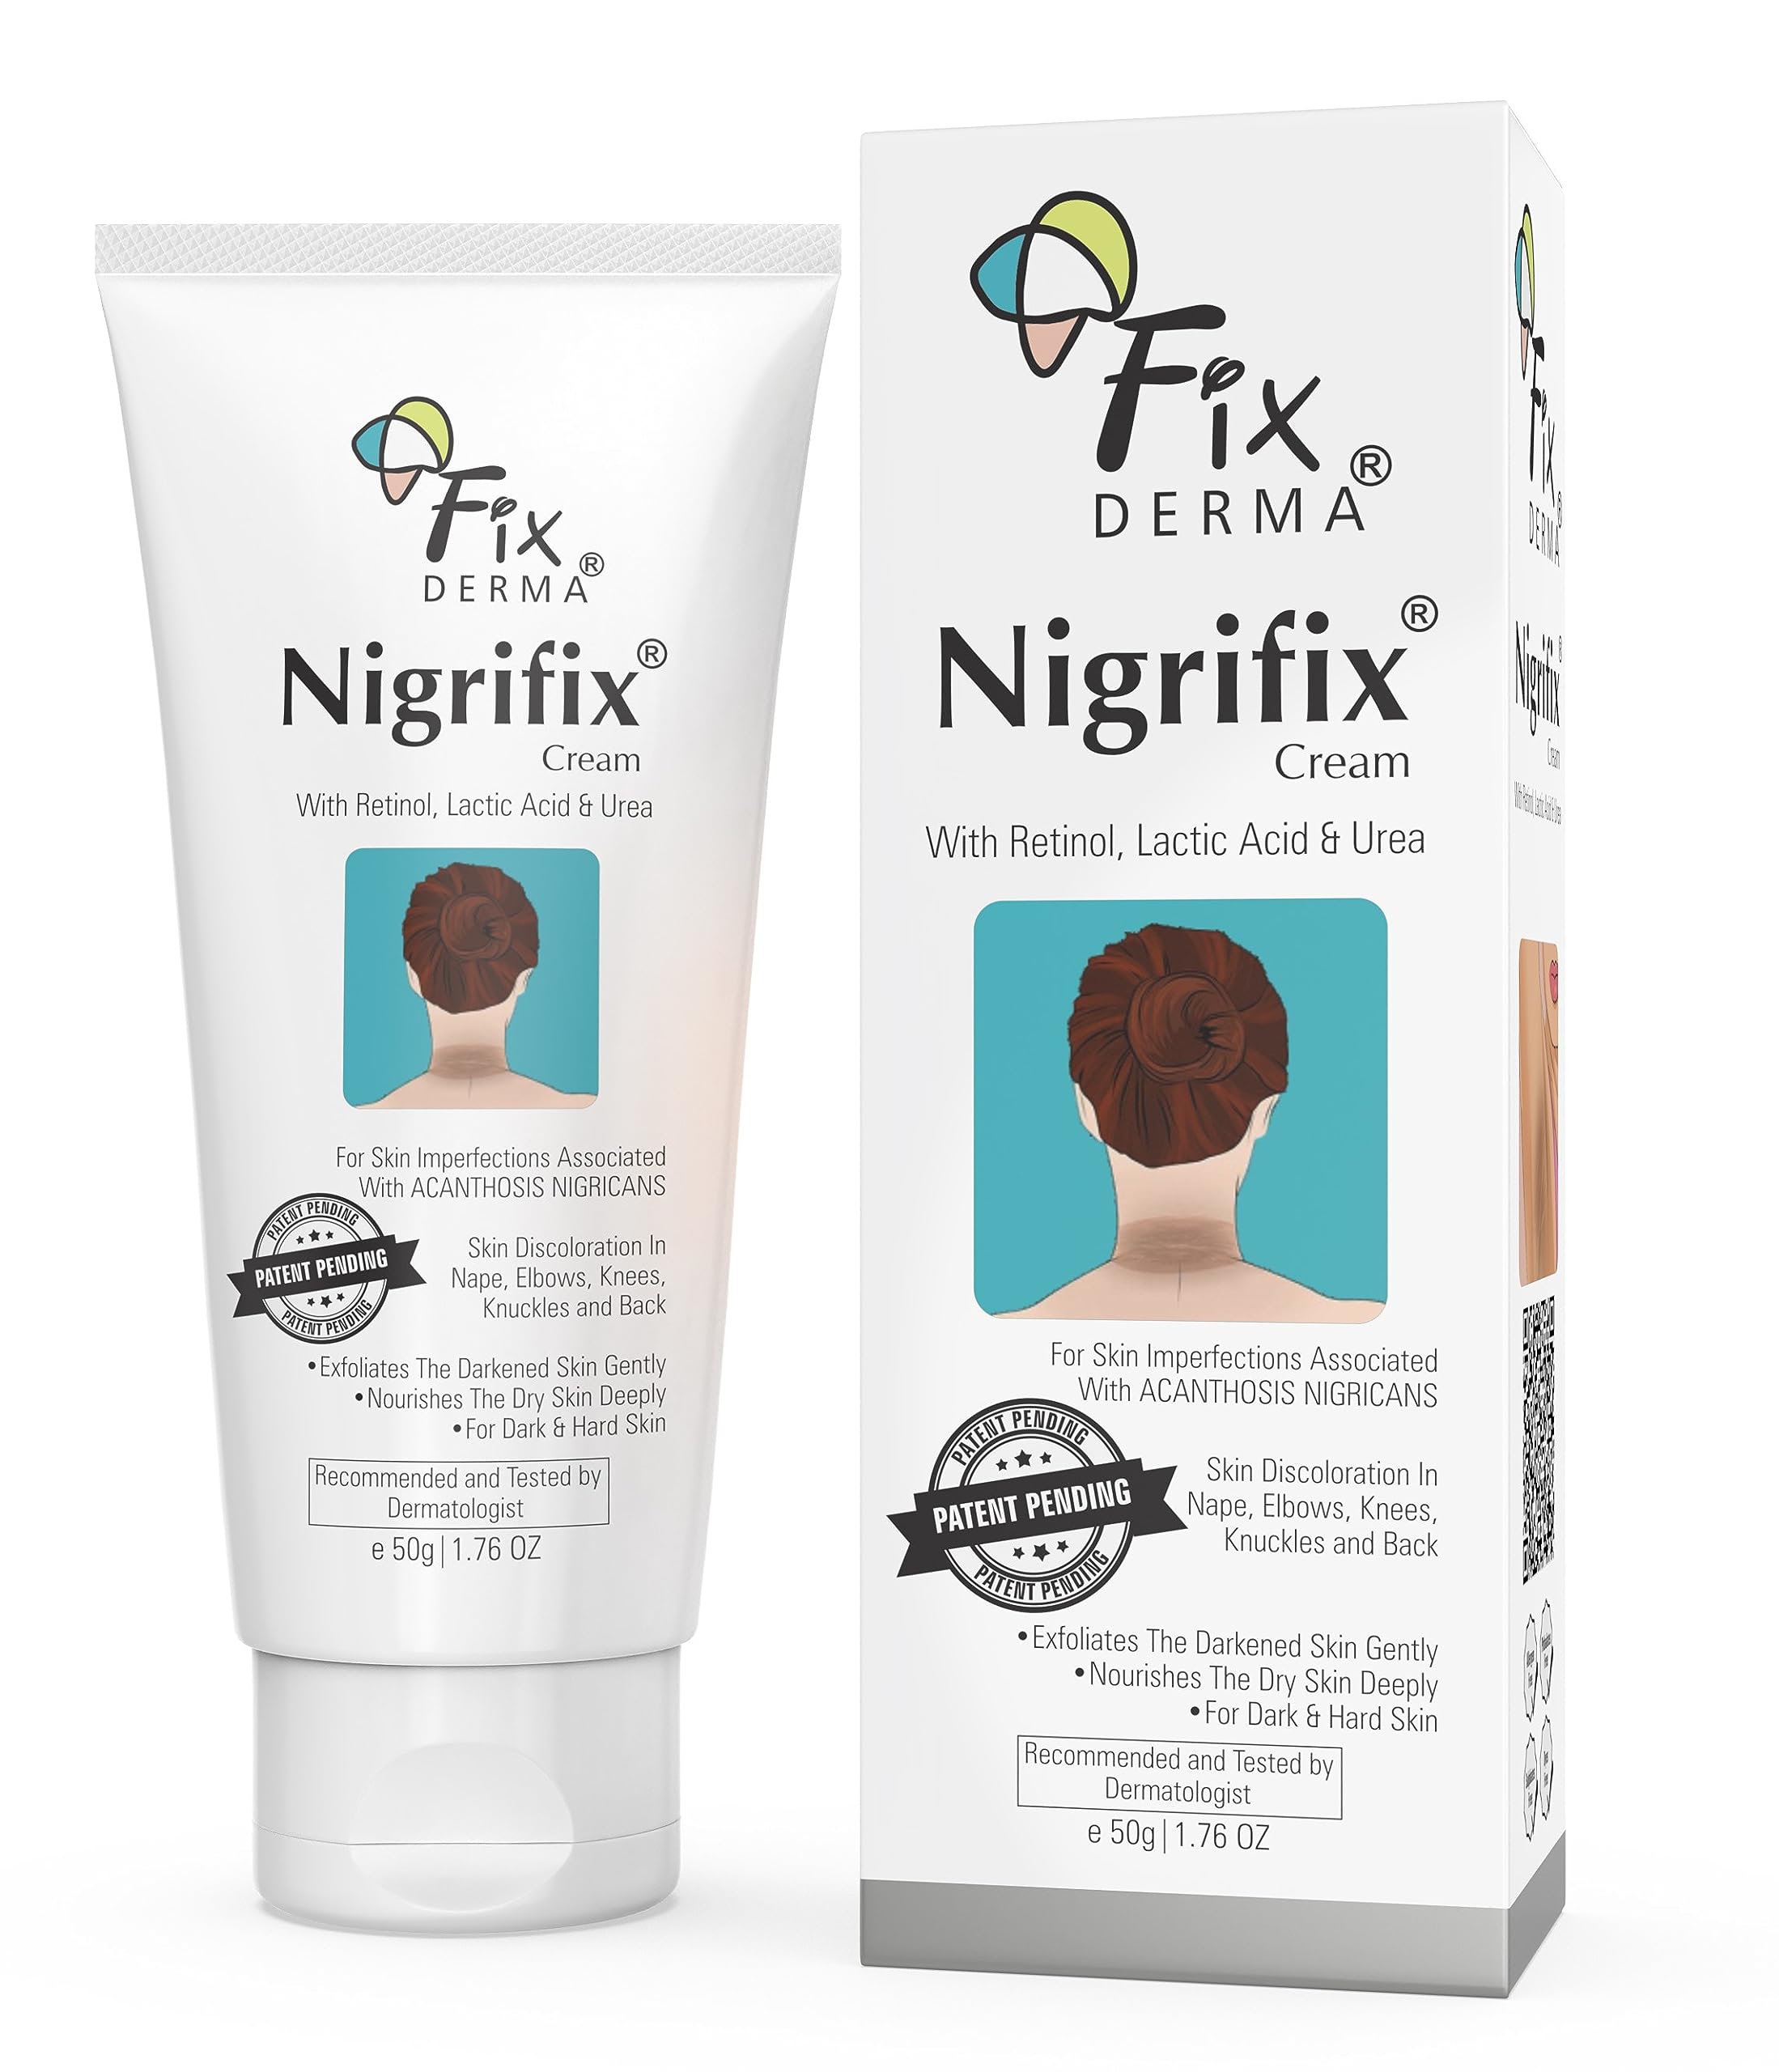 Fix
DERMA®
Nigrifix®
Cream
With Retinol, Lactic Acid & Urea
For Skin Imperfections Associated
With ACANTHOSIS NIGRICANS
PATENT PENDING
PATENT PENDING
PATENT PENDING
Skin Discoloration In
Nape, Elbows, Knees,
Knuckles and Back
•Exfoliates The Darkened Skin Gently
•Nourishes The Dry Skin Deeply
•For Dark & Hard Skin
Recommended and Tested by
Dermatologist
e 50g|1.76 OZ
Fix
DERMA®
Nigrifix®
Cream
With Retinol, Lactic Acid & Urea
For Skin Imperfections Associated
With ACANTHOSIS NIGRICANS
PATENT PENDING
PATENT PENDING
PATENT PENDING
Skin Discoloration In
Nape, Elbows, Knees,
Knuckles and Back
•Exfoliates The Darkened Skin Gently
•Nourishes The Dry Skin Deeply
•For Dark & Hard Skin
Recommended and Tested by
Dermatologist
e 50g|1.76 OZ
Fix
DERMA®
Nigrifix®
Cream
With Retinol, Lactic Acid & Urea